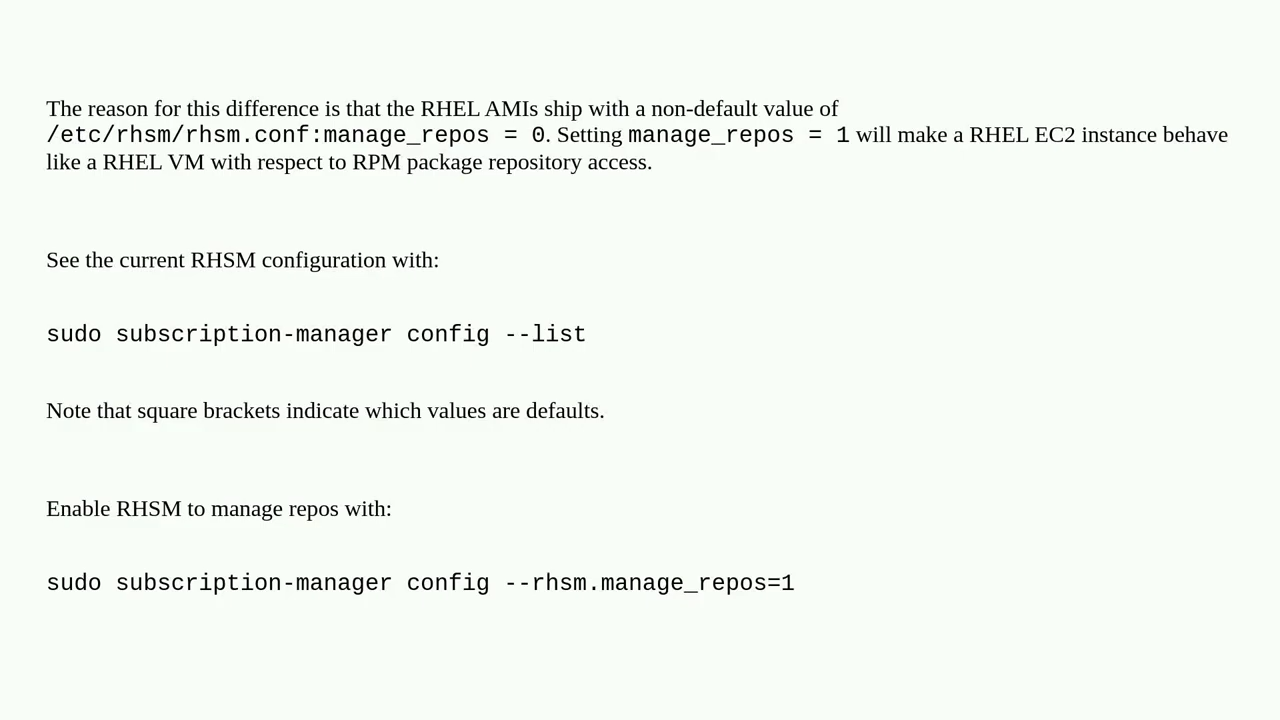 The reason for this difference is that the RHEL AMIs ship with a non-default value of
/etc/rhsm/rhsm.conf:manage_repos = 0. Setting manage_repos = 1 will make a RHEL EC2 instance behave
like a RHEL VM with respect to RPM package repository access.
See the current RHSM configuration with:
sudo subscription-manager config --list
Note that square brackets indicate which values are defaults.
Enable RHSM to manage repos with:
sudo subscription-manager config --rhsm.manage_repos=1